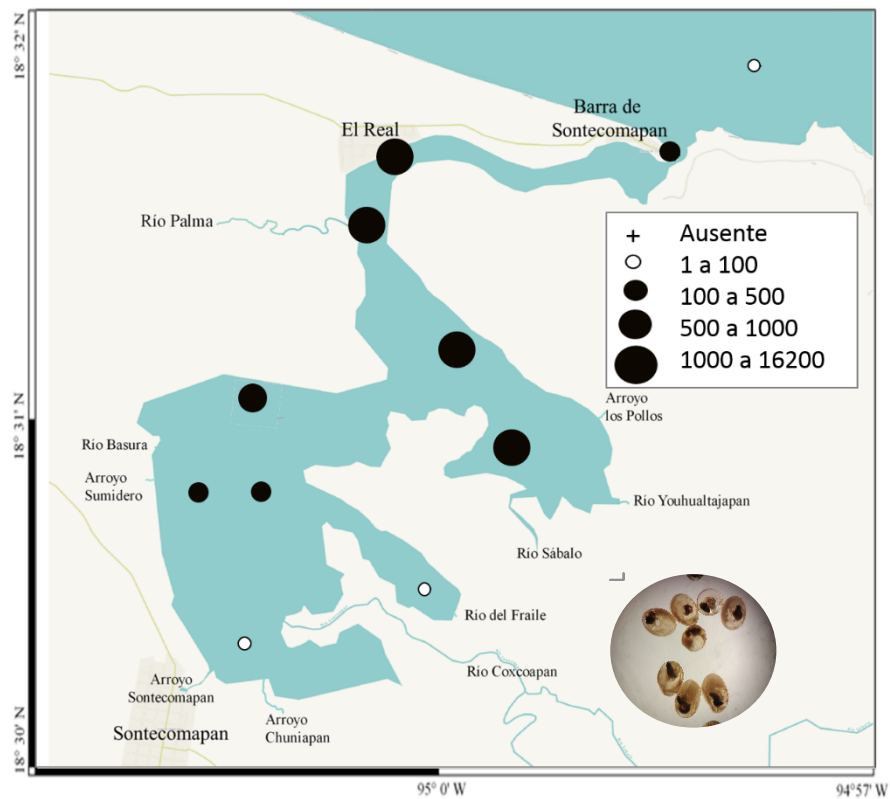 18° 32' N
Barra de
Sontecomapan
El Real
Río Palma
+ Ausente
1 a 100
100 a 500
500 a 1000
1000 a 16200
Arroyo
los Pollos
18° 31' N
Río Basura
Arroyo
Sumidero
Río Youhualtajapan
Río Sábalo
Rio del Fraile
Río Coxcoapan
Arroyo
Sontecomapan
Arroyo
Chuniapan
Sontecomapan
18° 30' N
95° 0' W
94°57' W